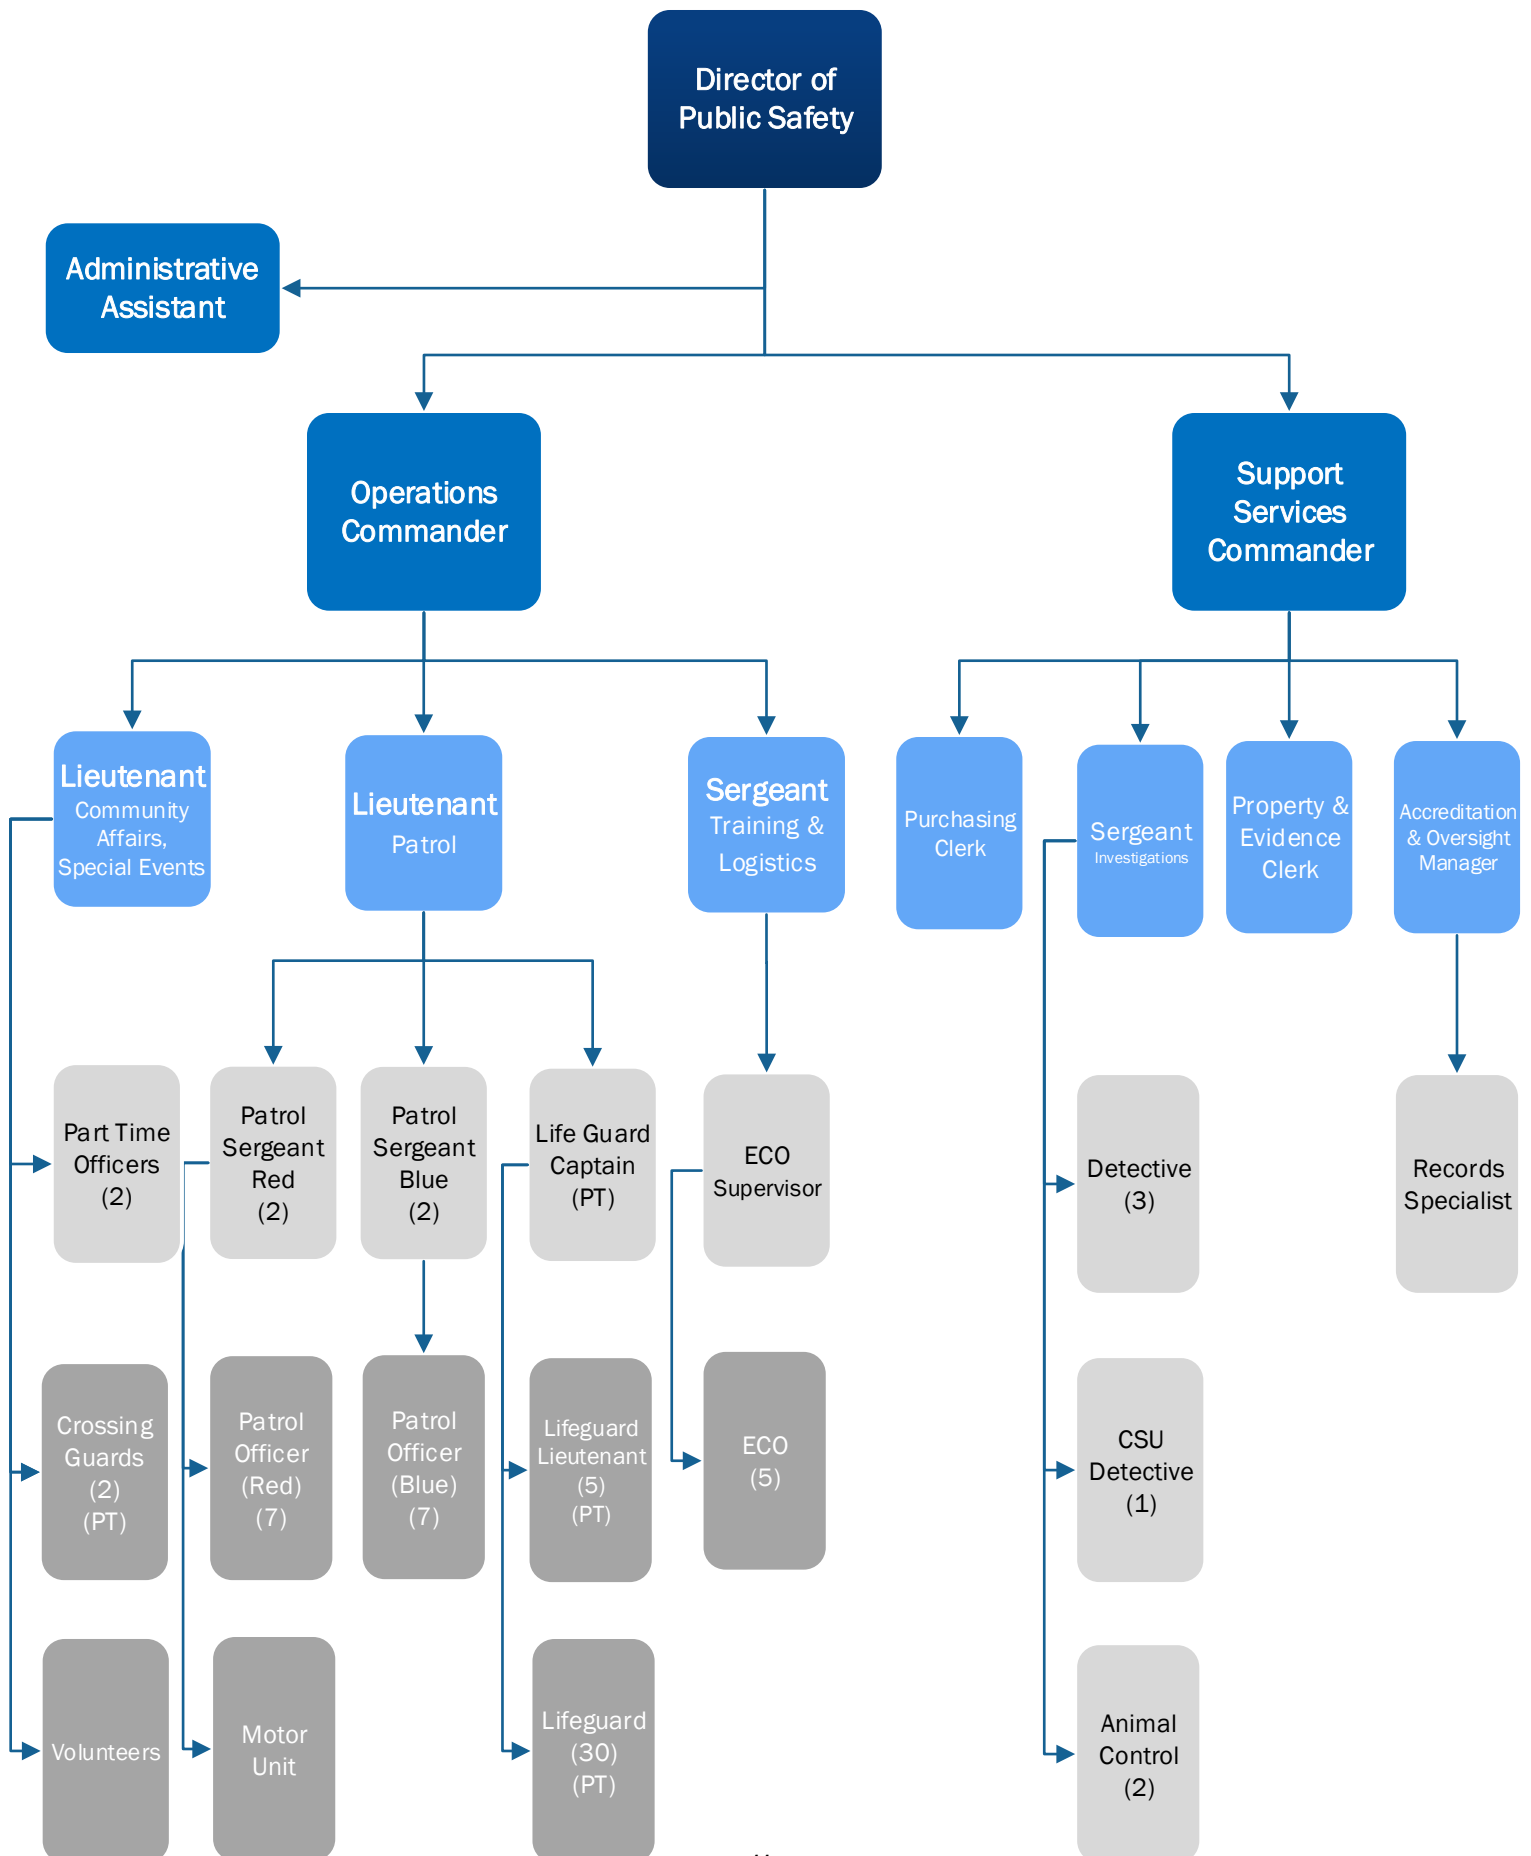 Director of
Public Safety
Administrative
Assistant
Operations
Commander
Support
Services
Commander
Lieutenant
Community
Affairs,
Special Events
Lieutenant
Patrol
Sergeant
Training &
Logistics
Purchasing
Clerk
Sergeant
Investigations
Property &
Evidence
Clerk
Accreditation
& Oversight
Manager
Part Time
Officers
(2)
Patrol
Sergeant
Red
(2)
Patrol
Sergeant
Blue
(2)
Life Guard
Captain
(PT)
ECO
Supervisor
Detective
(3)
Records
Specialist
Crossing
Guards
(2)
(PT)
Patrol
Officer
(Red)
(7)
Patrol
Officer
(Blue)
(7)
Lifeguard
Lieutenant
(5)
(PT)
ECO
(5)
CSU
Detective
(1)
Volunteers
Motor
Unit
Lifeguard
(30)
(PT)
Animal
Control
(2)